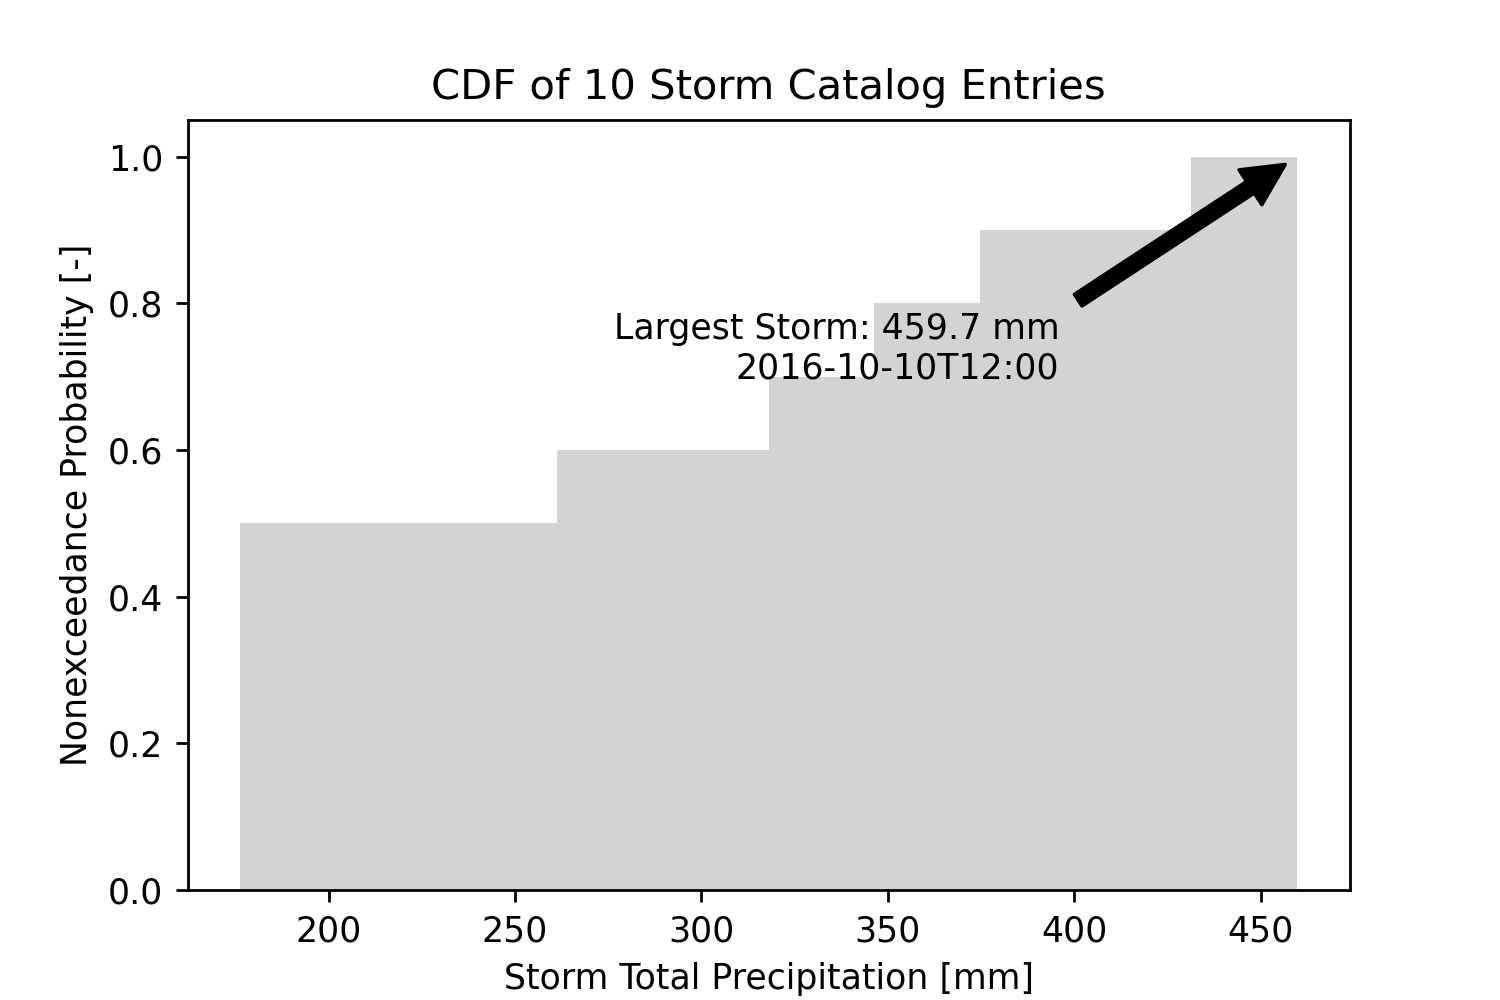 CDF of 10 Storm Catalog Entries
Nonexceedance Probability [-]
1.0
0.8
0.6
0.4
0.2
0.0
Largest Storm: 459.7 mm
2016-10-10T12:00
200 250 300 350 400 450
Storm Total Precipitation [mm]